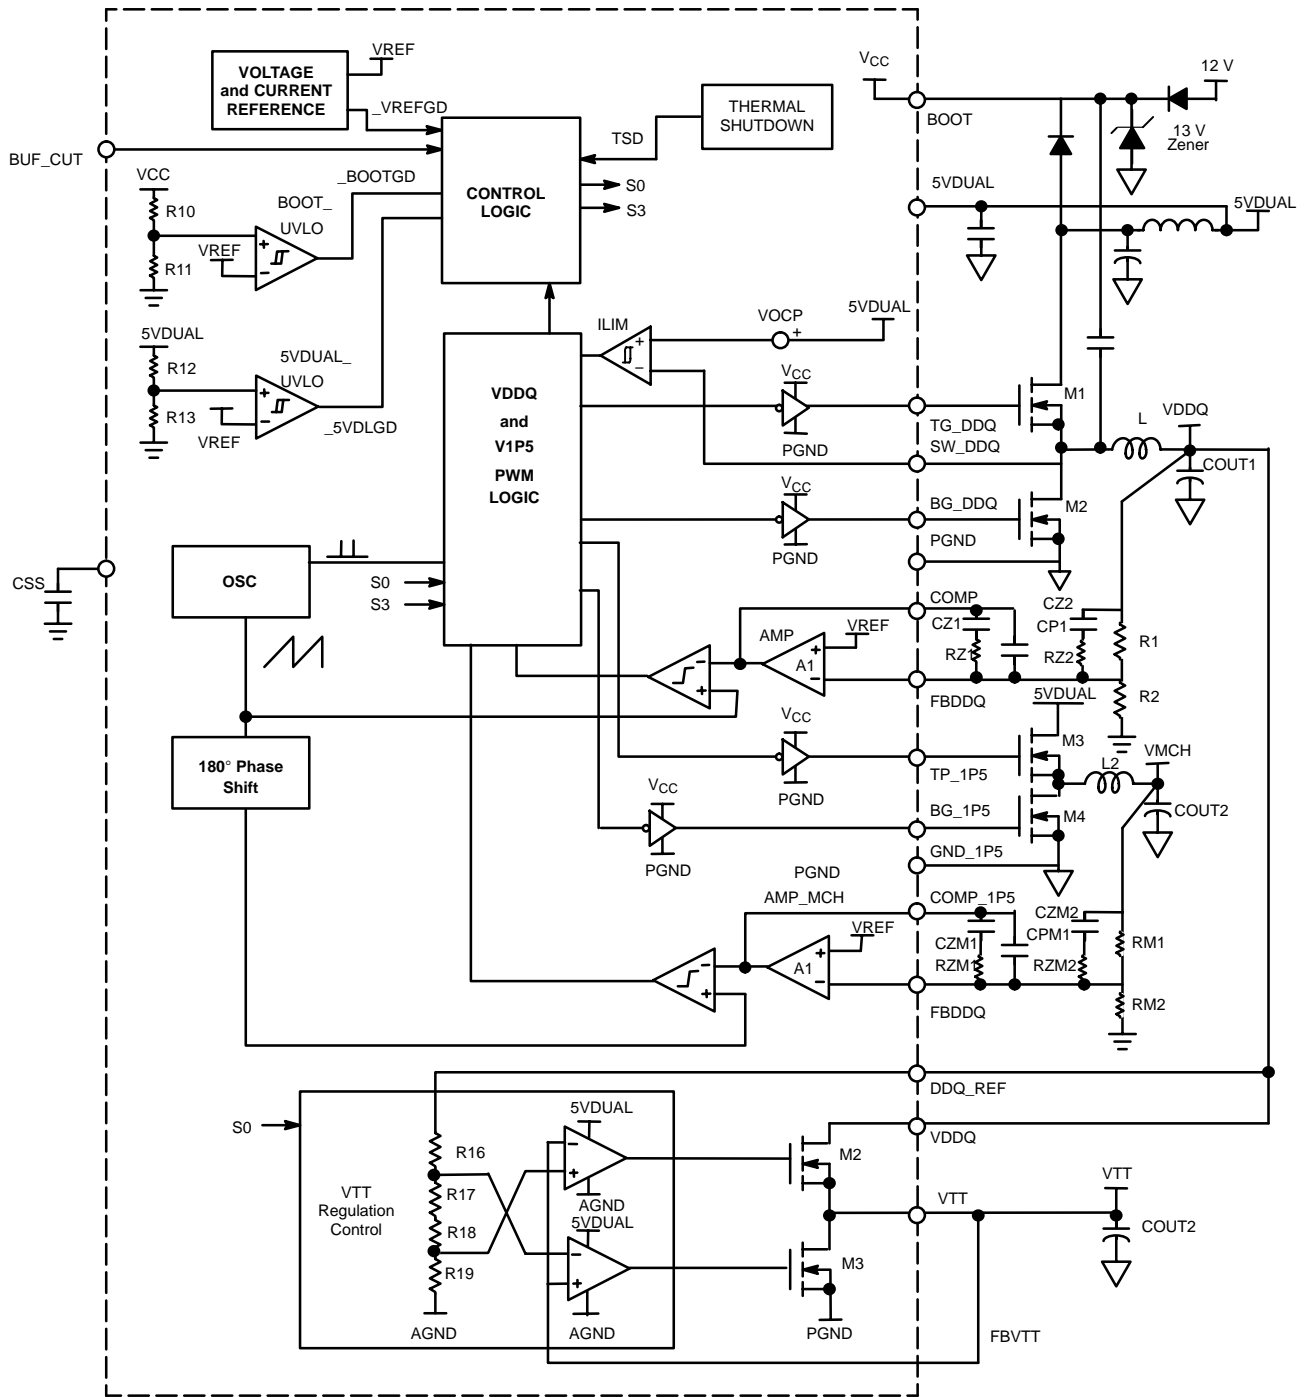 VOLTAGE
and CURRENT
REFERENCE
VREF
_VREFGD
THERMAL
SHUTDOWN
TSD
VCC
BOOT
12 V
13 V
Zener
BUF_CUT
CONTROL
LOGIC
S0
S3
VCC
R10
R11
VREF
BOOT_
UVLO
_BOOTGD
5VDUAL
5VDUAL
5VDUAL
R12
R13
VREF
5VDUAL_
UVLO
_5VDLGD
VDDQ
and
V1P5
PWM
LOGIC
ILIM
VOCP
+
5VDUAL
VCC
PGND
TG_DDQ
SW_DDQ
M1
L
VDDQ
COUT1
VCC
PGND
BG_DDQ
PGND
M2
CSS
OSC
S0
S3
COMP
CZ1
RZ1
CZ2
CP1
RZ2
R1
R2
AMP
VREF
A1
FBDDQ
5VDUAL
180° Phase
Shift
VCC
PGND
TP_1P5
M3
L2
VMCH
COUT2
VCC
PGND
BG_1P5
M4
GND_1P5
PGND
AMP_MCH
VREF
A1
COMP_1P5
CZM1
RZM1
CZM2
CPM1
RZM2
RM1
RM2
FBDDQ
DDQ_REF
S0
VTT
Regulation
Control
R16
R17
R18
R19
AGND
5VDUAL
AGND
5VDUAL
AGND
M2
M3
PGND
VDDQ
VTT
VTT
COUT2
FBVTT